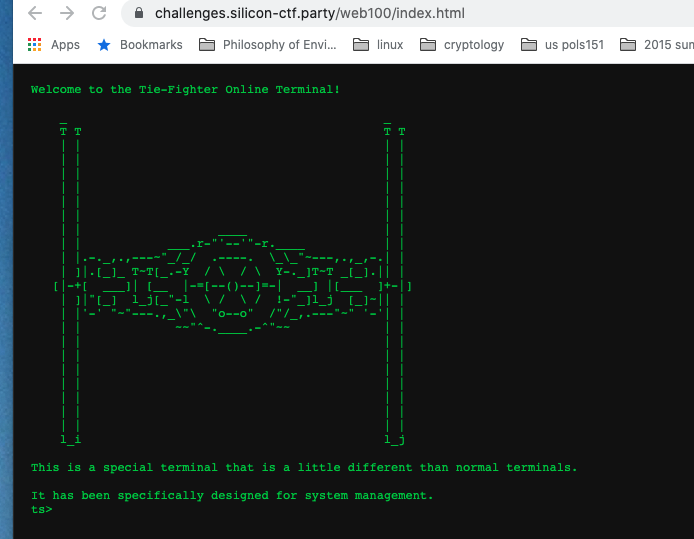 challenges.silicon-ctf.party/web100/index.html
Apps Bookmarks Philosophy of Envi... linux cryptology us pols151 2015 sum
Welcome to the Tie-Fighter Online Terminal!
This is a special terminal that is a little different than normal terminals.
It has been specifically designed for system management.
ts>